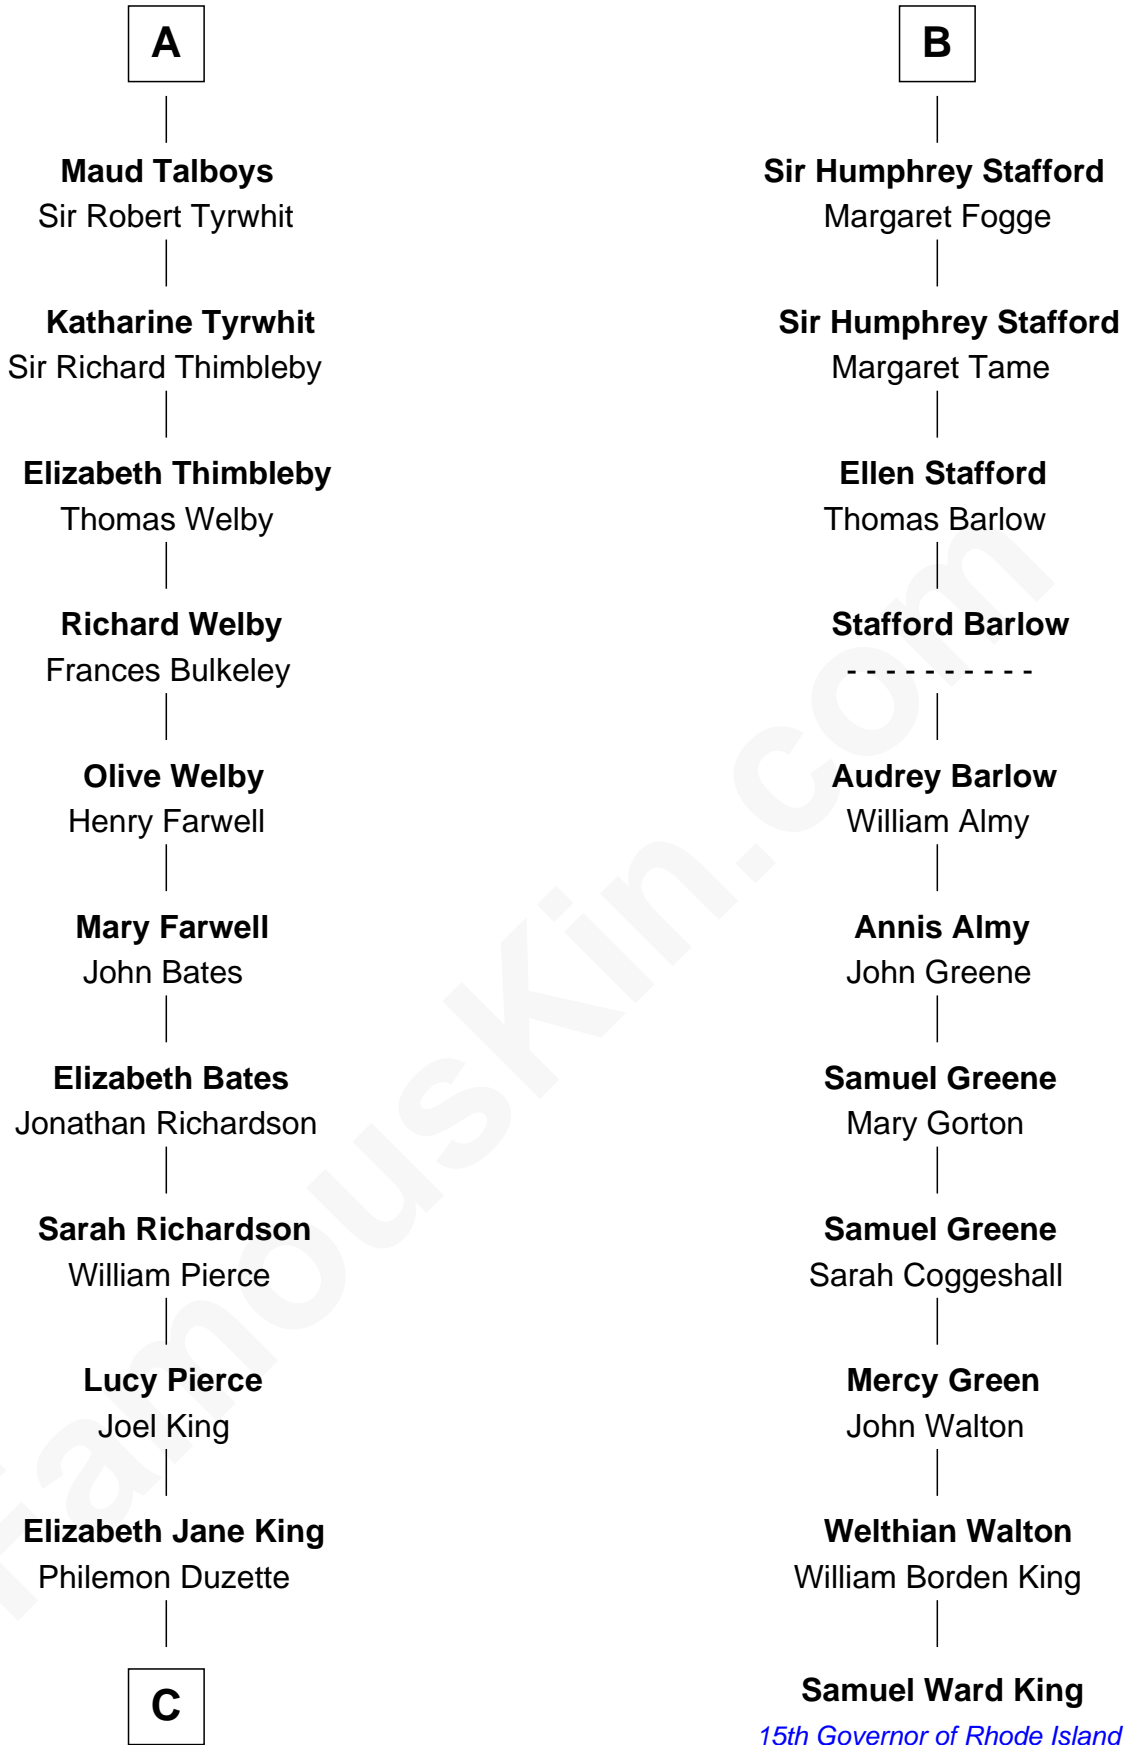 A
Maud Talboys
Sir Robert Tyrwhit
Katharine Tyrwhit
Sir Richard Thimbleby
Elizabeth Thimbleby
Thomas Welby
Richard Welby
Frances Bulkeley
Olive Welby
Henry Farwell
Mary Farwell
John Bates
Elizabeth Bates
Jonathan Richardson
Sarah Richardson
William Pierce
Lucy Pierce
Joel King
Elizabeth Jane King
Philemon Duzette
C
B
Sir Humphrey Stafford
Margaret Fogge
Sir Humphrey Stafford
Margaret Tame
Ellen Stafford
Thomas Barlow
Stafford Barlow
- - - - - - - - - -
Audrey Barlow
William Almy
Annis Almy
John Greene
Samuel Greene
Mary Gorton
Samuel Greene
Sarah Coggeshall
Mercy Green
John Walton
Welthian Walton
William Borden King
Samuel Ward King
15th Governor of Rhode Island
FamousKin.com